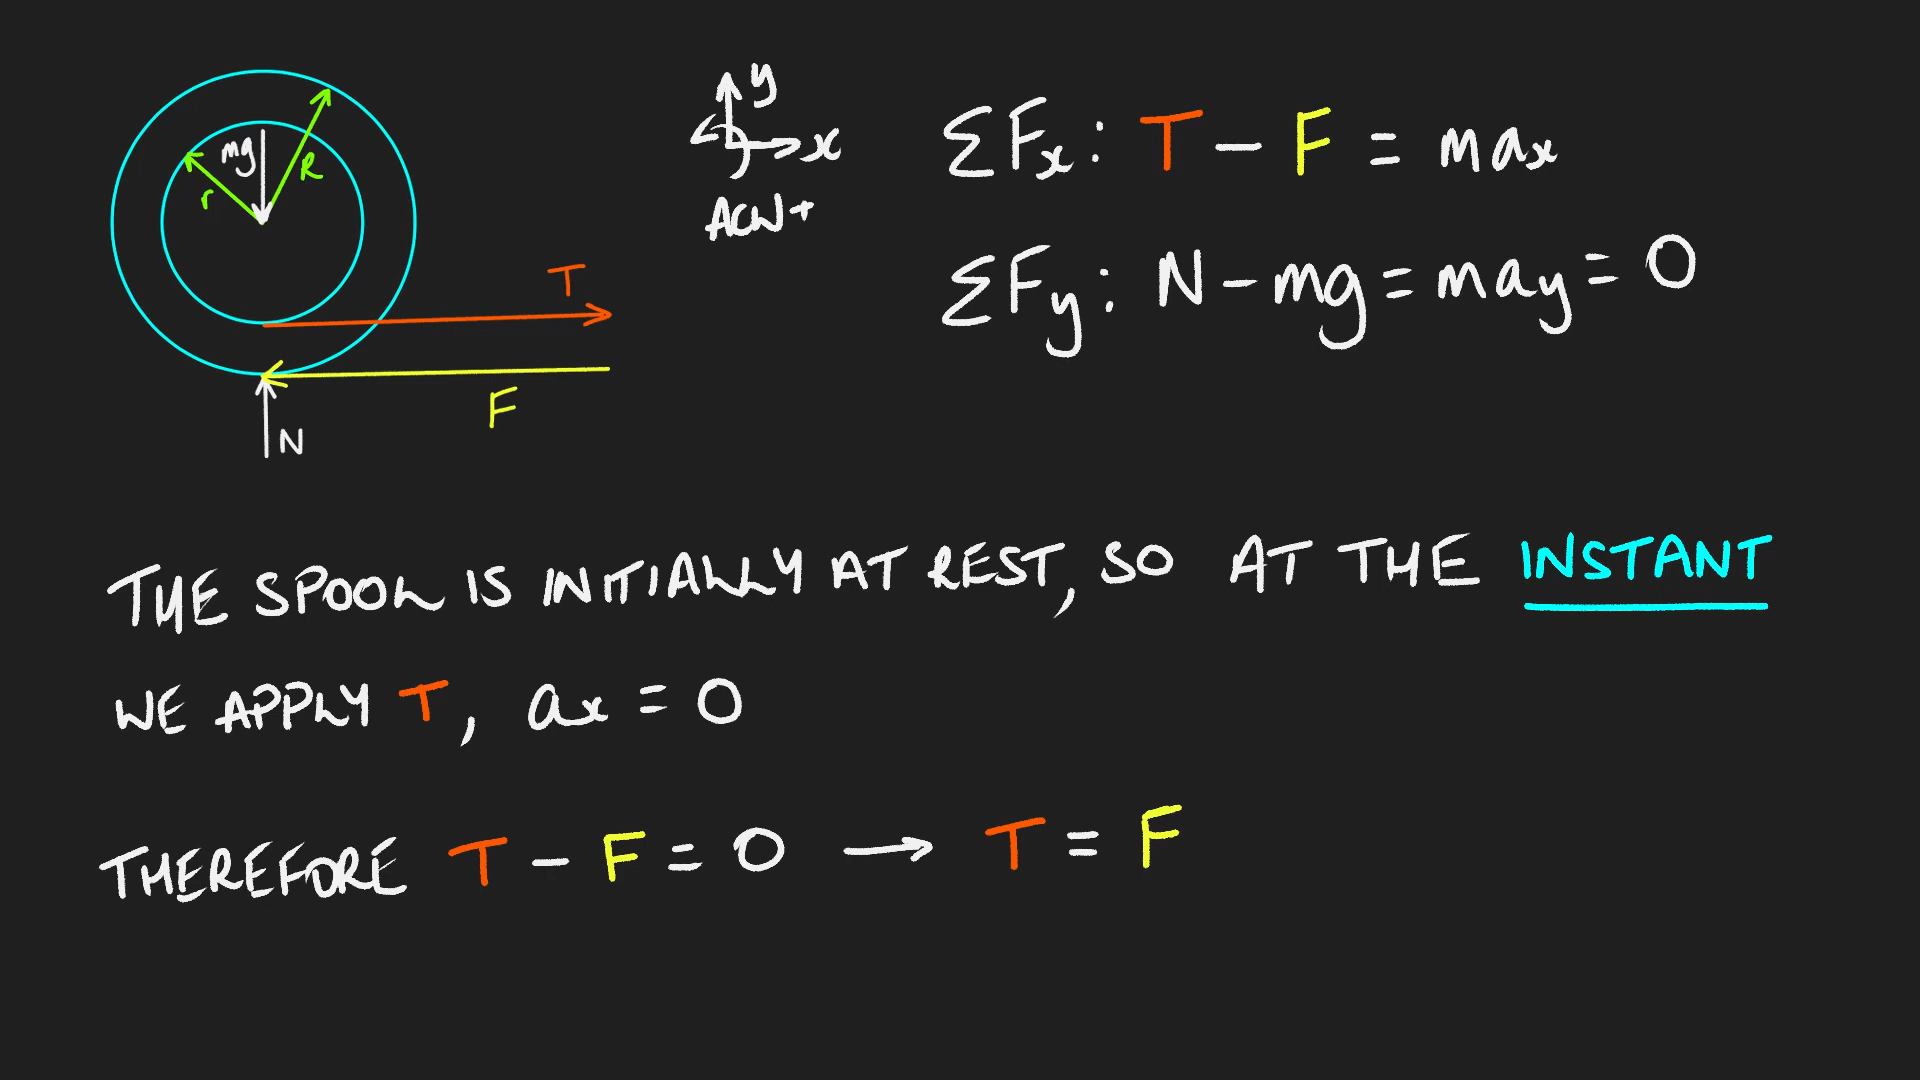 mg
r
R
T
F
N
y
x
ACW+
ΣFx: T - F = max
ΣFy: N - mg = may = 0
THE SPOOL IS INITIALLY AT REST, SO AT THE INSTANT
WE APPLY T, ax = 0
THEREFORE T - F = 0 → T = F